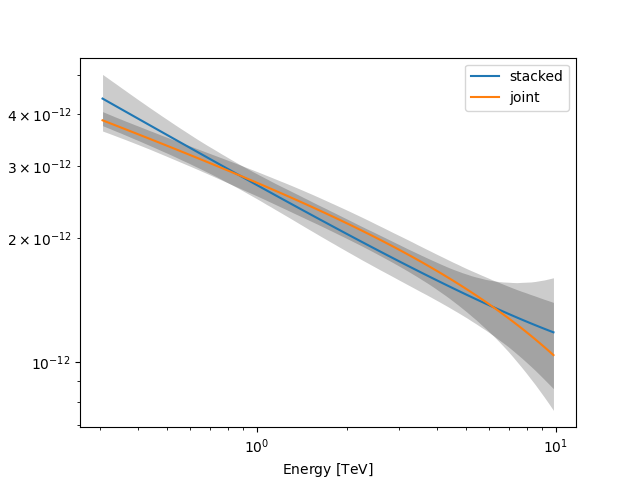 stacked
joint
4 × 10⁻¹²
3 × 10⁻¹²
2 × 10⁻¹²
10⁻¹²
10⁰
10¹
Energy [TeV]